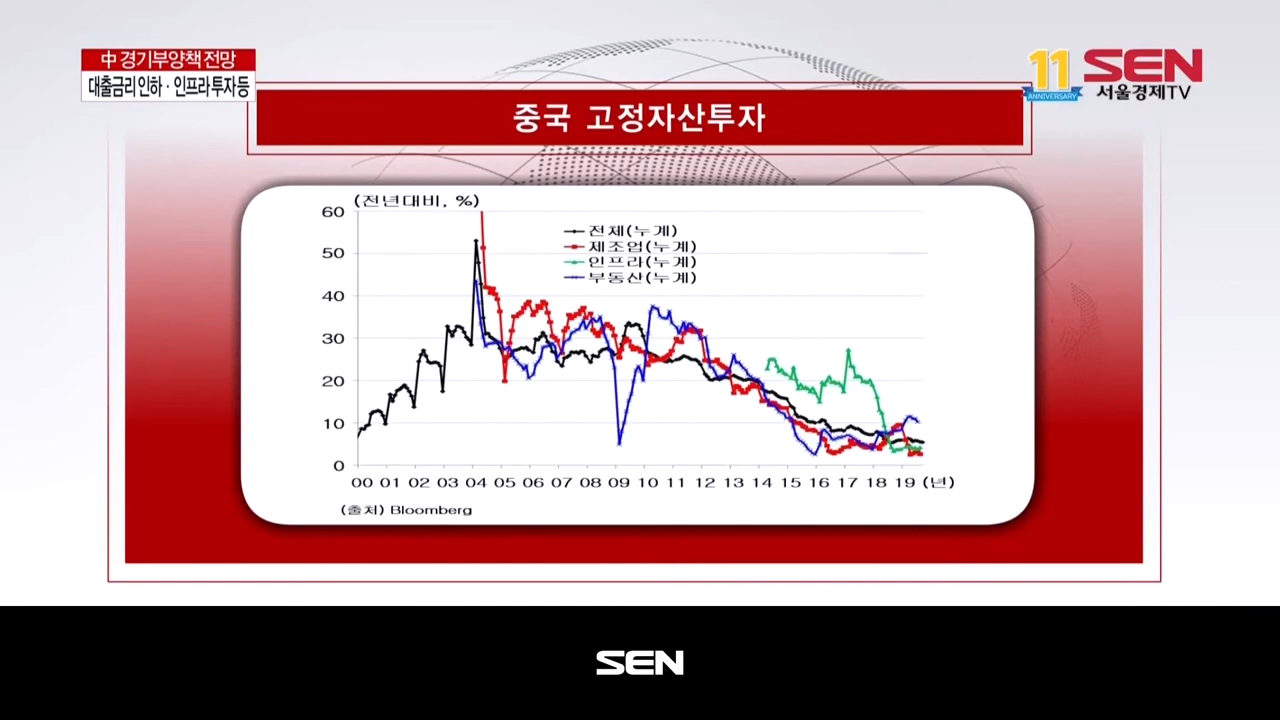 中 경기부양책 전망
대출금리 인하 · 인프라 투자 등
11
ANNIVERSARY
SEN
서울경제TV
중국 고정자산투자
(전년대비, %)
60
50
40
30
20
10
0
전체(누계)
제조업(누계)
인프라(누계)
부동산(누계)
00 01 02 03 04 05 06 07 08 09 10 11 12 13 14 15 16 17 18 19 (년)
(출처) Bloomberg
SEN